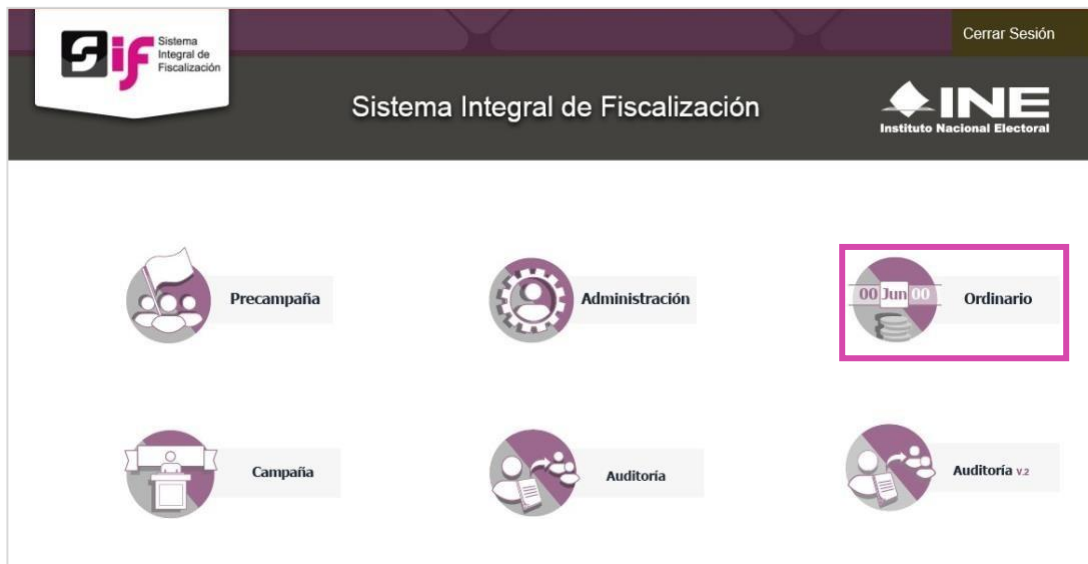 Sistema
Integral de
Fiscalización
Cerrar Sesión
Sistema Integral de Fiscalización
INE
Instituto Nacional Electoral
Precampaña
Administración
00 Jun 00
Ordinario
Campaña
Auditoría
Auditoría v.2